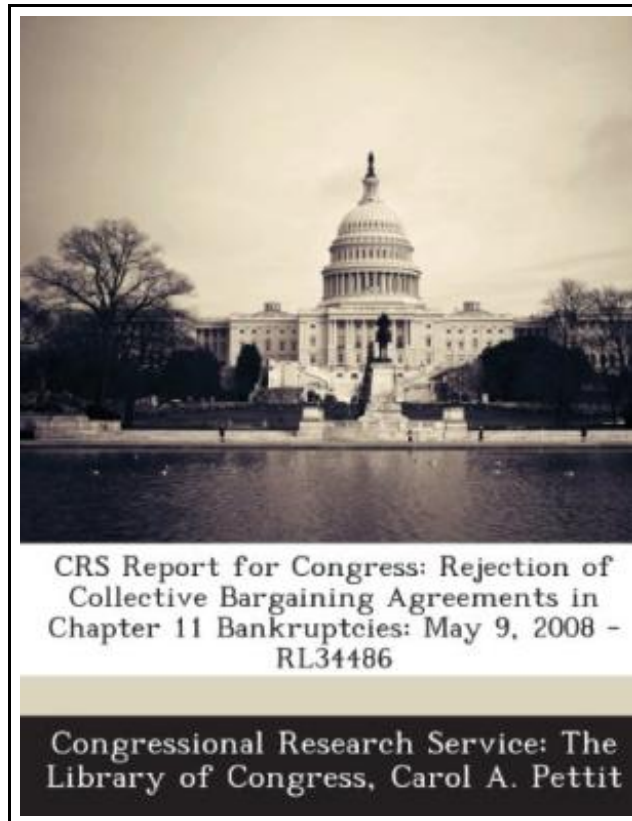 CRS Report for Congress: Rejection of
Collective Bargaining Agreements in
Chapter 11 Bankruptcies: May 9, 2008 -
RL34486
Congressional Research Service: The
Library of Congress, Carol A. Pettit